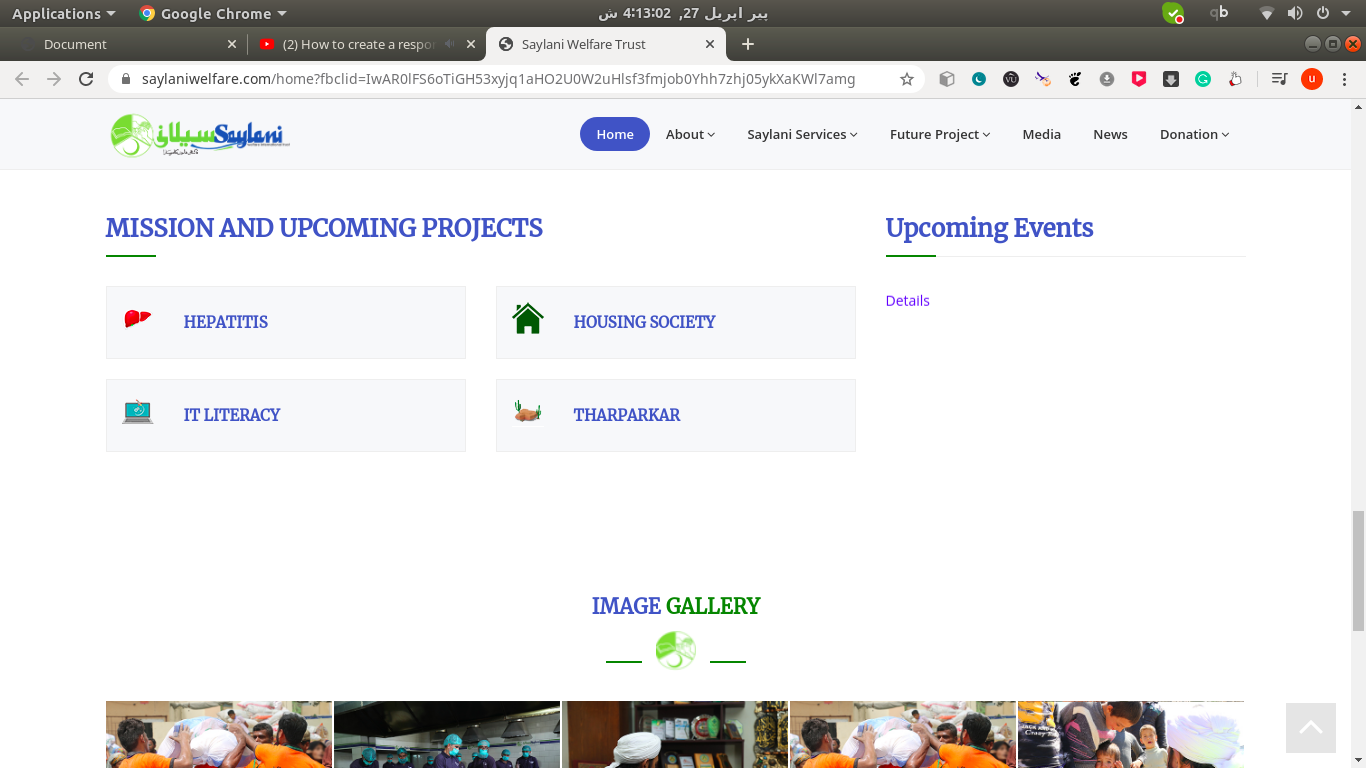 Applications
Google Chrome
پیر اپریل 27, 4:13:02 ش
qb
Document
(2) How to create a respo
Saylani Welfare Trust
saylaniwelfare.com/home?fbclid=IwAR0lFS6oTiGH53xyjq1aHO2U0W2uHlsf3fmjob0Yhh7zhj05ykXaKWl7amg
VU
G
u
سیلانی Saylani
Home
About
Saylani Services
Future Project
Media
News
Donation
MISSION AND UPCOMING PROJECTS
Upcoming Events
HEPATITIS
HOUSING SOCIETY
Details
IT LITERACY
THARPARKAR
IMAGE GALLERY